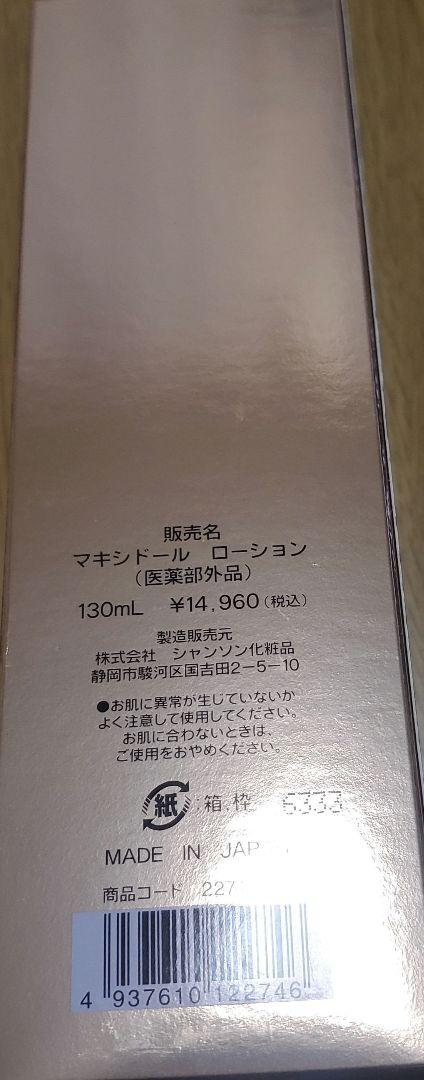 販売名
マキシドール ローション
（医薬部外品）
130mL ¥14,960(税込)
製造販売元
株式会社 シャンソン化粧品
静岡市駿河区国吉田2-5-10
●お肌に異常が生じていないか
よく注意して使用してください。
お肌に合わないときは、
ご使用をおやめください。
紙 :箱,枠 6333
MADE IN
商品コード
4 937610 122746